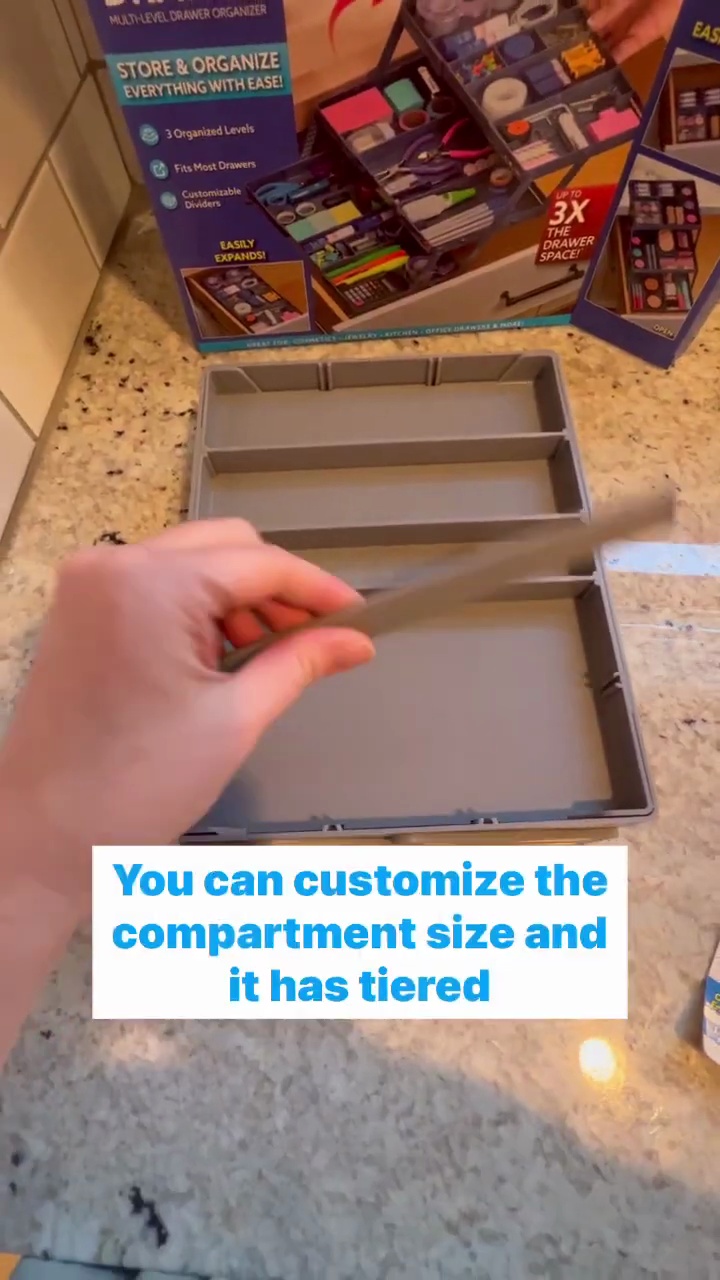 MULTI-LEVEL DRAWER ORGANIZER
STORE & ORGANIZE
EVERYTHING WITH EASE!
3 Organized Levels
Fits Most Drawers
Customizable
Dividers
EASILY
EXPANDS!
UP TO
3X
THE
DRAWER
SPACE!
GREAT FOR: COSMETICS - JEWELRY - KITCHEN - OFFICE DRAWERS & MORE!
OPEN
You can customize the
compartment size and
it has tiered